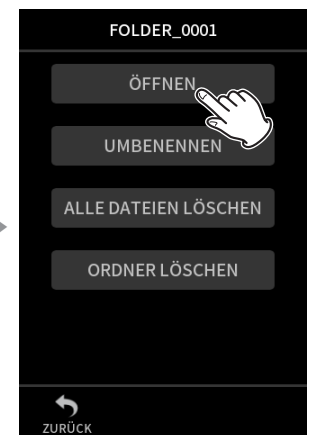 FOLDER_0001
ÖFFNEN
UMBENENNEN
ALLE DATEIEN LÖSCHEN
ORDNER LÖSCHEN
ZURÜCK